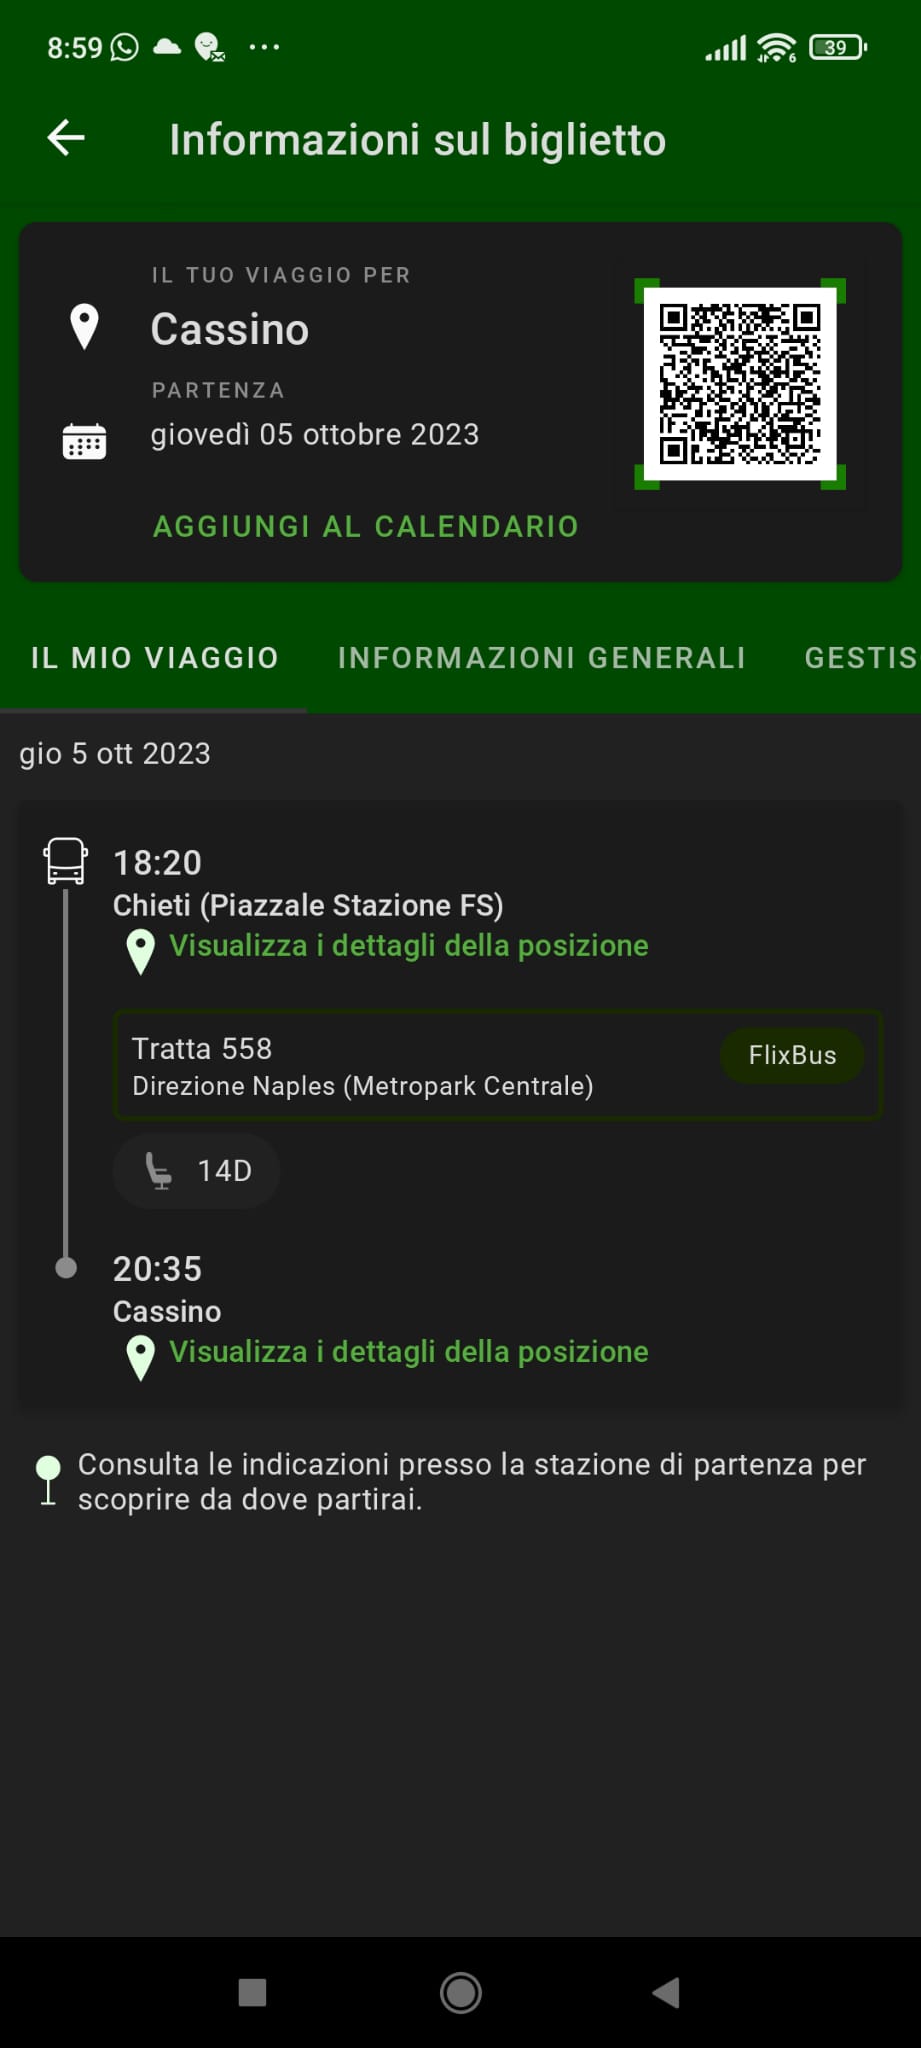 8:59
39
6
Informazioni sul biglietto
IL TUO VIAGGIO PER
Cassino
PARTENZA
giovedì 05 ottobre 2023
AGGIUNGI AL CALENDARIO
IL MIO VIAGGIO INFORMAZIONI GENERALI GESTIS
gio 5 ott 2023
18:20
Chieti (Piazzale Stazione FS)
Visualizza i dettagli della posizione
Tratta 558
FlixBus
Direzione Naples (Metropark Centrale)
14D
20:35
Cassino
Visualizza i dettagli della posizione
Consulta le indicazioni presso la stazione di partenza per
scoprire da dove partirai.